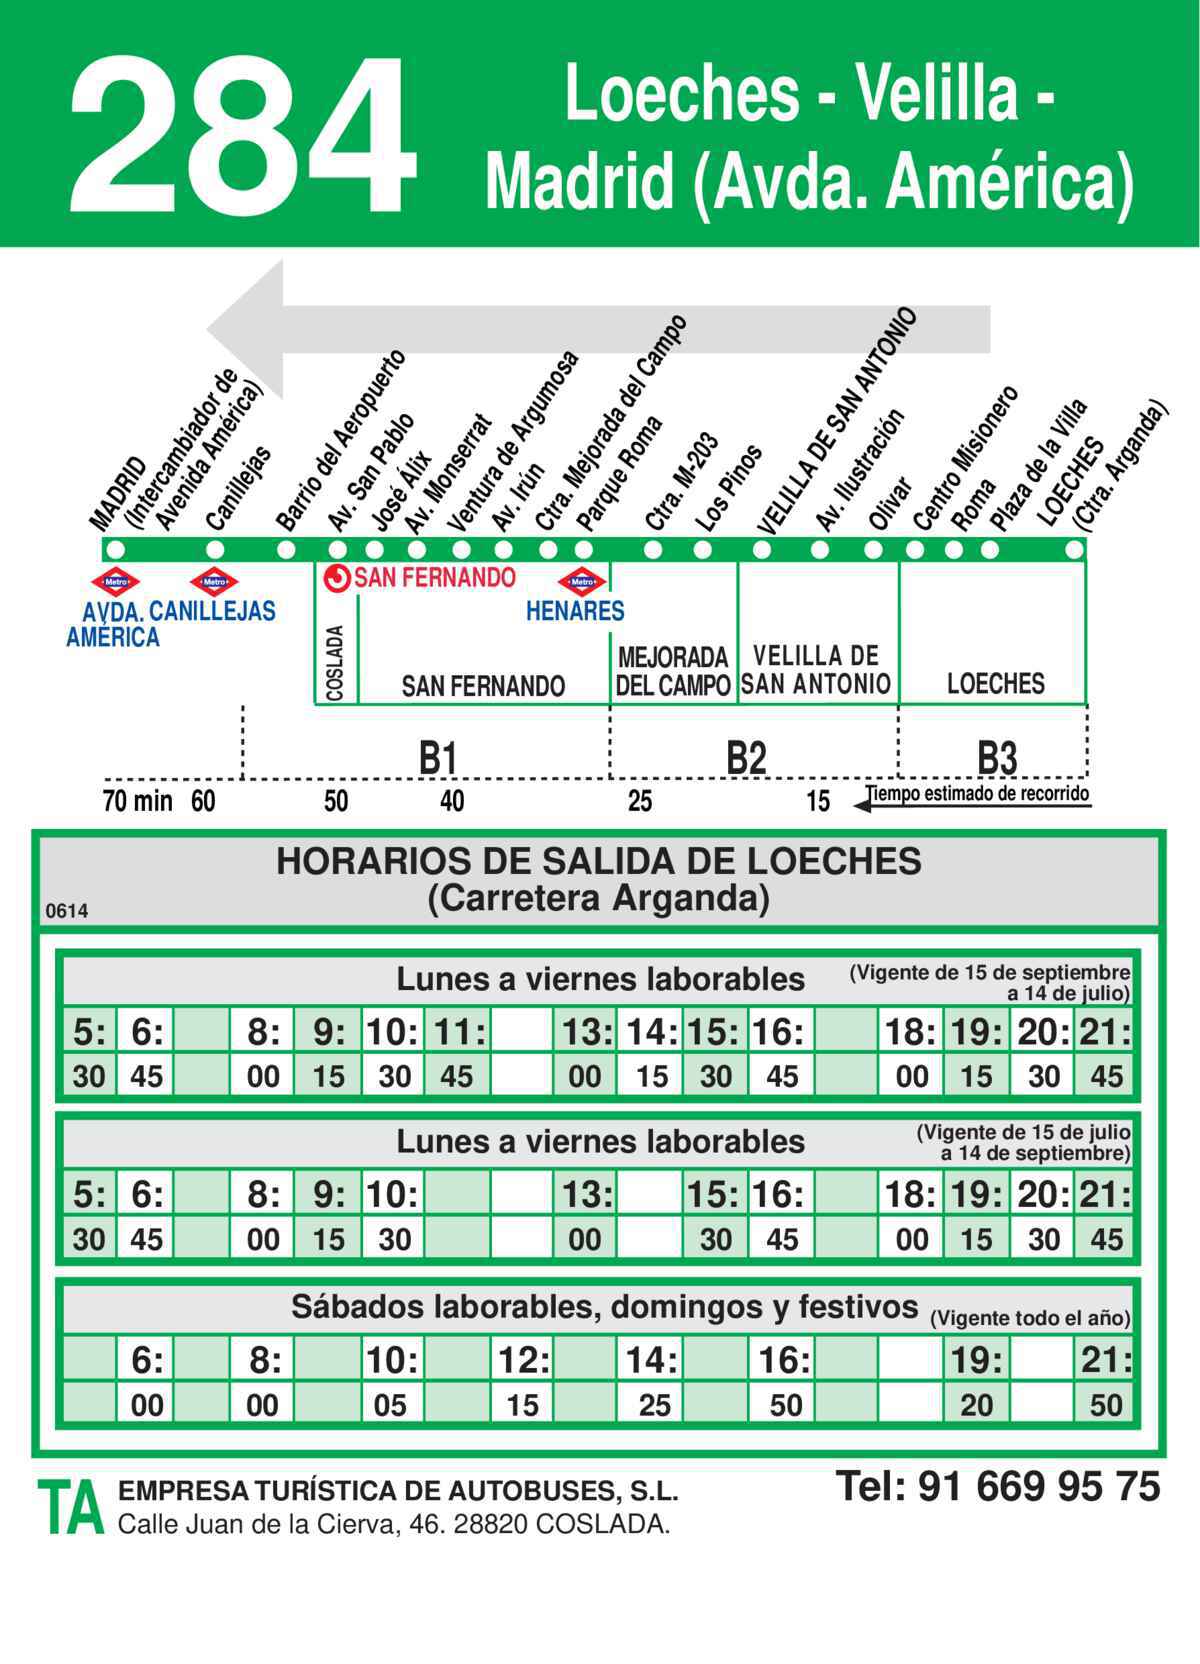 284
Loeches - Velilla -
Madrid (Avda. América)
MADRID
(Intercambiador de
Avenida América)
Canillejas
Barrio del Aeropuerto
Av. San Pablo
José Álix
Av. Monserrat
Ventura de Argumosa
Av. Irún
Ctra. Mejorada del Campo
Parque Roma
Ctra. M-203
Los Pinos
VELILLA DE SAN ANTONIO
Av. Ilustración
Olivar
Centro Misionero
Roma
Plaza de la Villa
LOECHES
(Ctra. Arganda)
Metro
Metro
SAN FERNANDO
Metro
AVDA.
AMÉRICA
CANILLEJAS
HENARES
COSLADA
SAN FERNANDO
MEJORADA
DEL CAMPO
VELILLA DE
SAN ANTONIO
LOECHES
B1 B2 B3
70 min 60 50 40 25 15 Tiempo estimado de recorrido
HORARIOS DE SALIDA DE LOECHES
(Carretera Arganda)
0614
Lunes a viernes laborables
(Vigente de 15 de septiembre
a 14 de julio)
5: 6: 8: 9: 10: 11: 13: 14: 15: 16: 18: 19: 20: 21:
30 45 00 15 30 45 00 15 30 45 00 15 30 45
Lunes a viernes laborables
(Vigente de 15 de julio
a 14 de septiembre)
5: 6: 8: 9: 10: 13: 15: 16: 18: 19: 20: 21:
30 45 00 15 30 00 30 45 00 15 30 45
Sábados laborables, domingos y festivos (Vigente todo el año)
6: 8: 10: 12: 14: 16: 19: 21:
00 00 05 15 25 50 20 50
TA
EMPRESA TURÍSTICA DE AUTOBUSES, S.L.
Calle Juan de la Cierva, 46. 28820 COSLADA.
Tel: 91 669 95 75